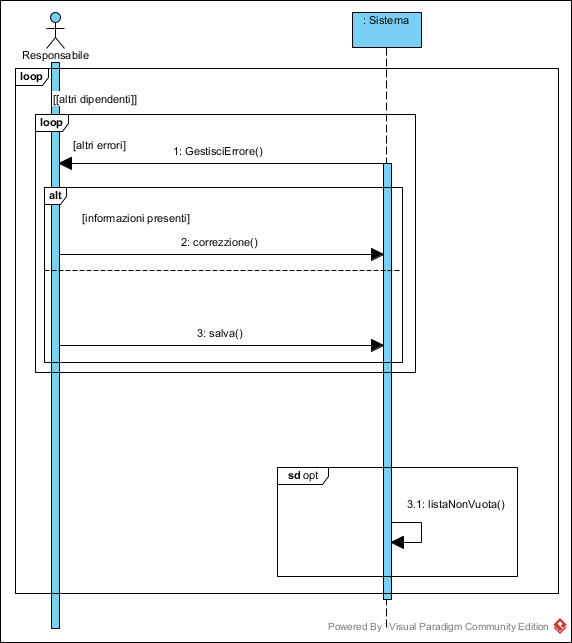 : Sistema
Responsabile
loop
[[altri dipendenti]]
loop
[altri errori]
1: GestisciErrore()
alt
[informazioni presenti]
2: correzzione()
3: salva()
sd opt
3.1: listaNonVuota()
Powered By Visual Paradigm Community Edition